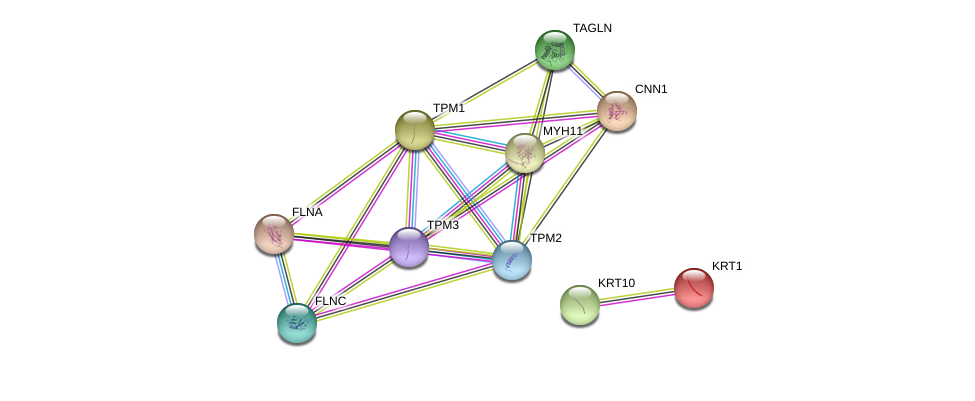 TAGLN
CNN1
TPM1
MYH11
FLNA
TPM3
TPM2
KRT1
KRT10
FLNC